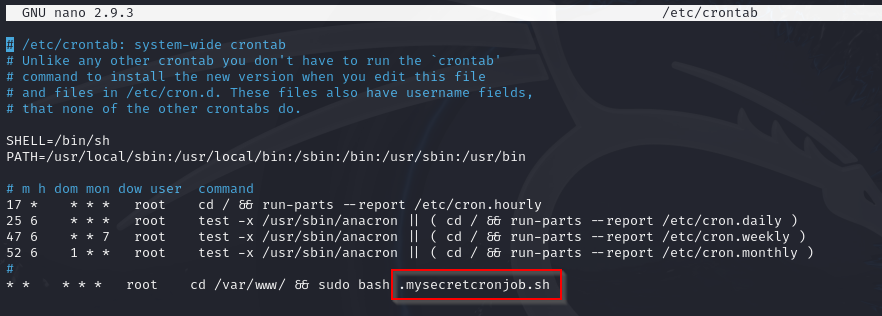 GNU nano 2.9.3 /etc/crontab
# /etc/crontab: system-wide crontab
# Unlike any other crontab you don't have to run the `crontab'
# command to install the new version when you edit this file
# and files in /etc/cron.d. These files also have username fields,
# that none of the other crontabs do.
SHELL=/bin/sh
PATH=/usr/local/sbin:/usr/local/bin:/sbin:/bin:/usr/sbin:/usr/bin
# m h dom mon dow user  command
17 *    * * *   root    cd / && run-parts --report /etc/cron.hourly
25 6    * * *   root    test -x /usr/sbin/anacron || ( cd / && run-parts --report /etc/cron.daily )
47 6    * * 7   root    test -x /usr/sbin/anacron || ( cd / && run-parts --report /etc/cron.weekly )
52 6    1 * *   root    test -x /usr/sbin/anacron || ( cd / && run-parts --report /etc/cron.monthly )
#
* *   * * *   root    cd /var/www/ && sudo bash .mysecretcronjob.sh